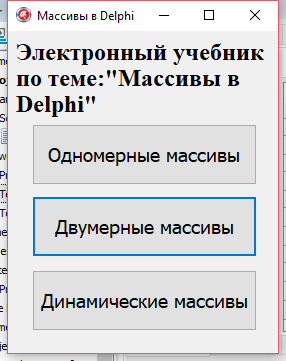 Массивы в Delphi
Электронный учебник
по теме:"Массивы в
Delphi"
Одномерные массивы
Двумерные массивы
Динамические массивы